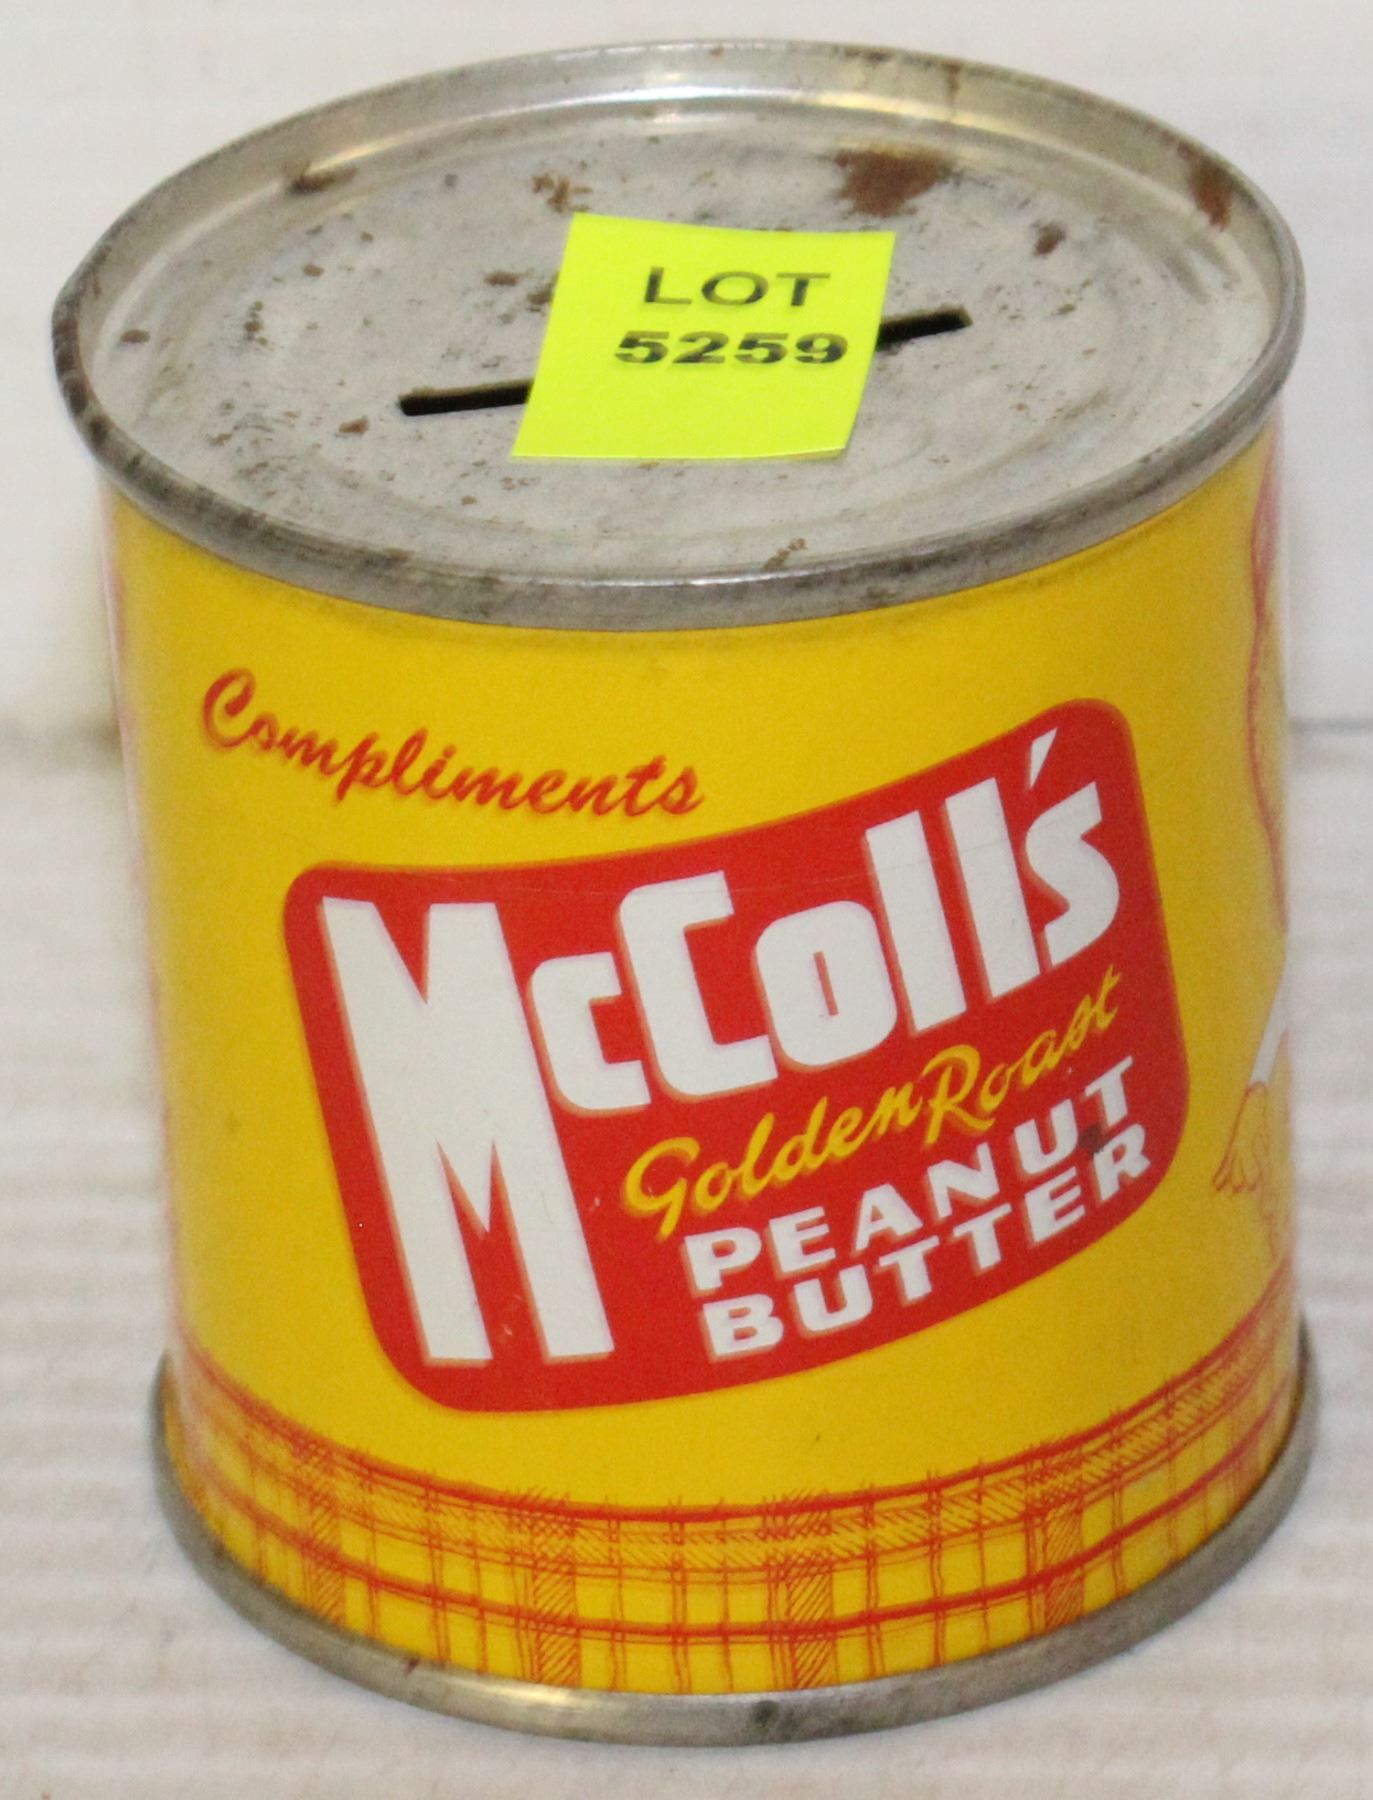 LOT
5259
Compliments
McColl's
Golden Roast
PEANUT
BUTTER